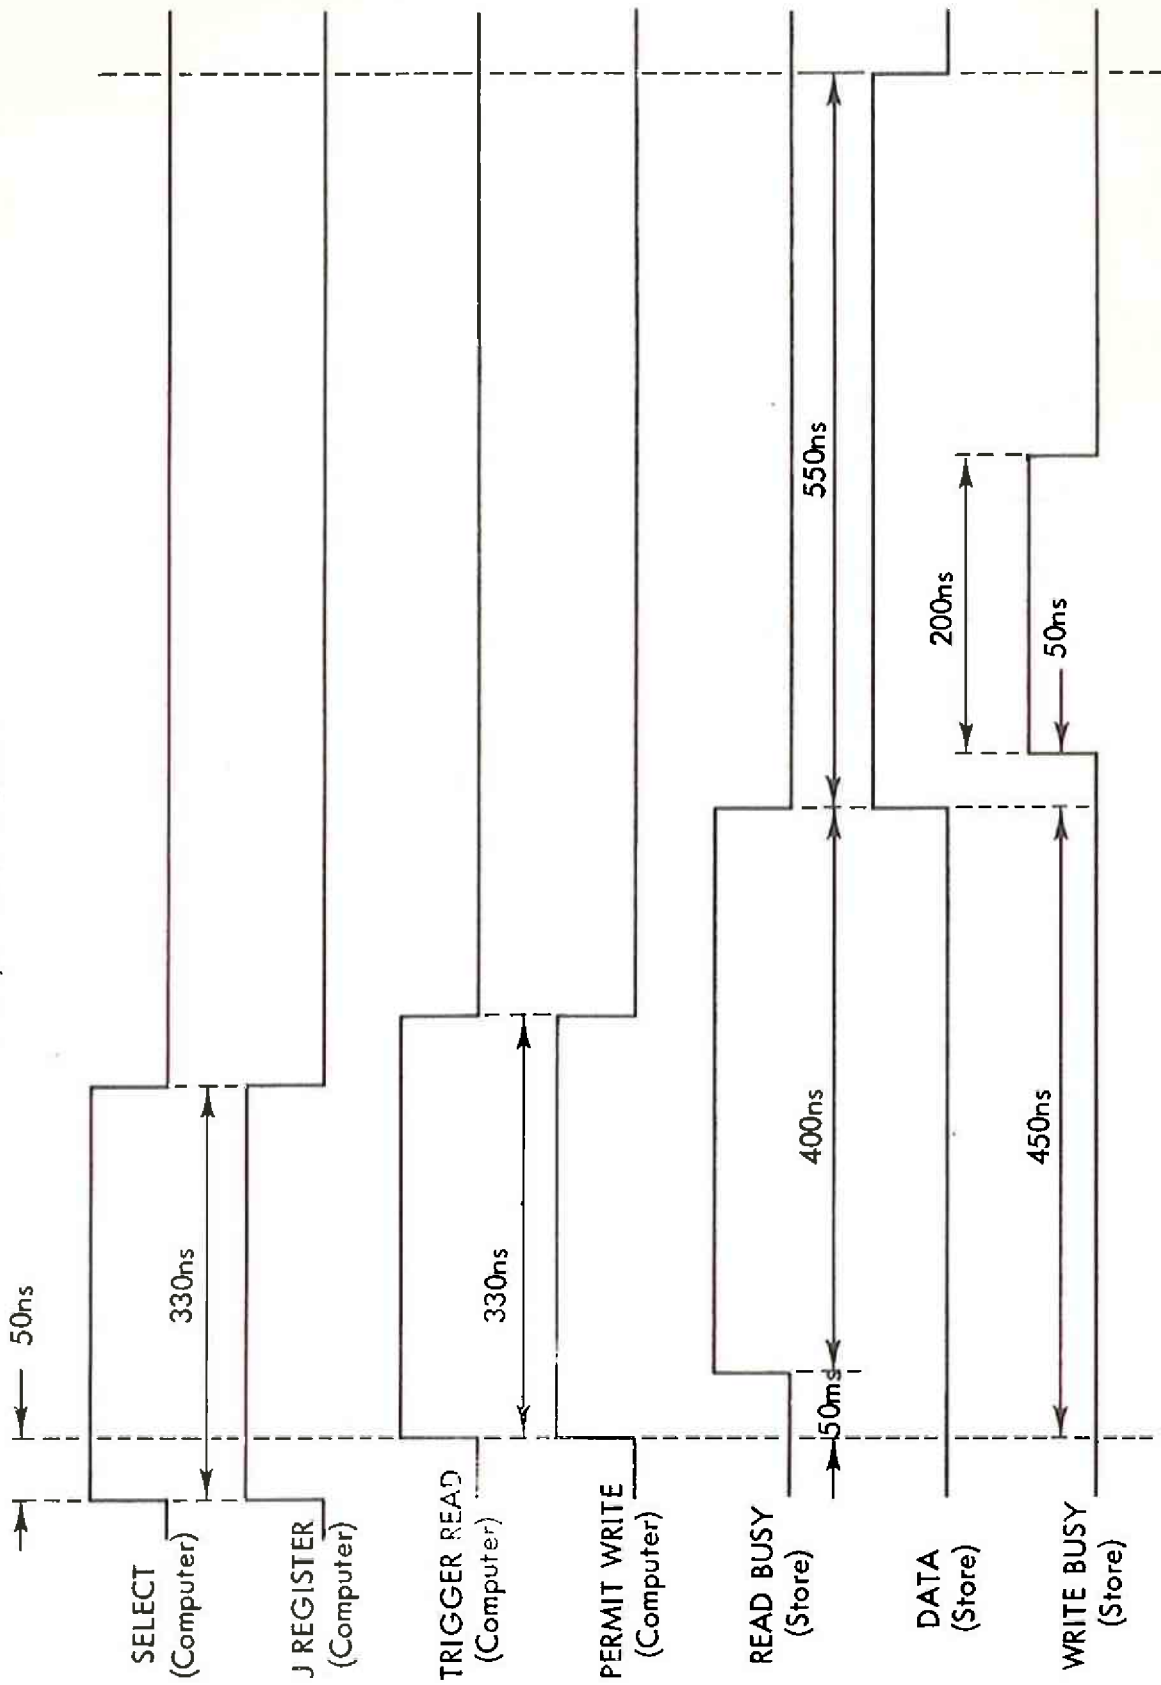 50ns
SELECT
(Computer)
330ns
J REGISTER
(Computer)
TRIGGER READ
(Computer)
330ns
PERMIT WRITE
(Computer)
READ BUSY
(Store)
50ms
400ns
550ns
DATA
(Store)
200ns
WRITE BUSY
(Store)
450ns
50ns